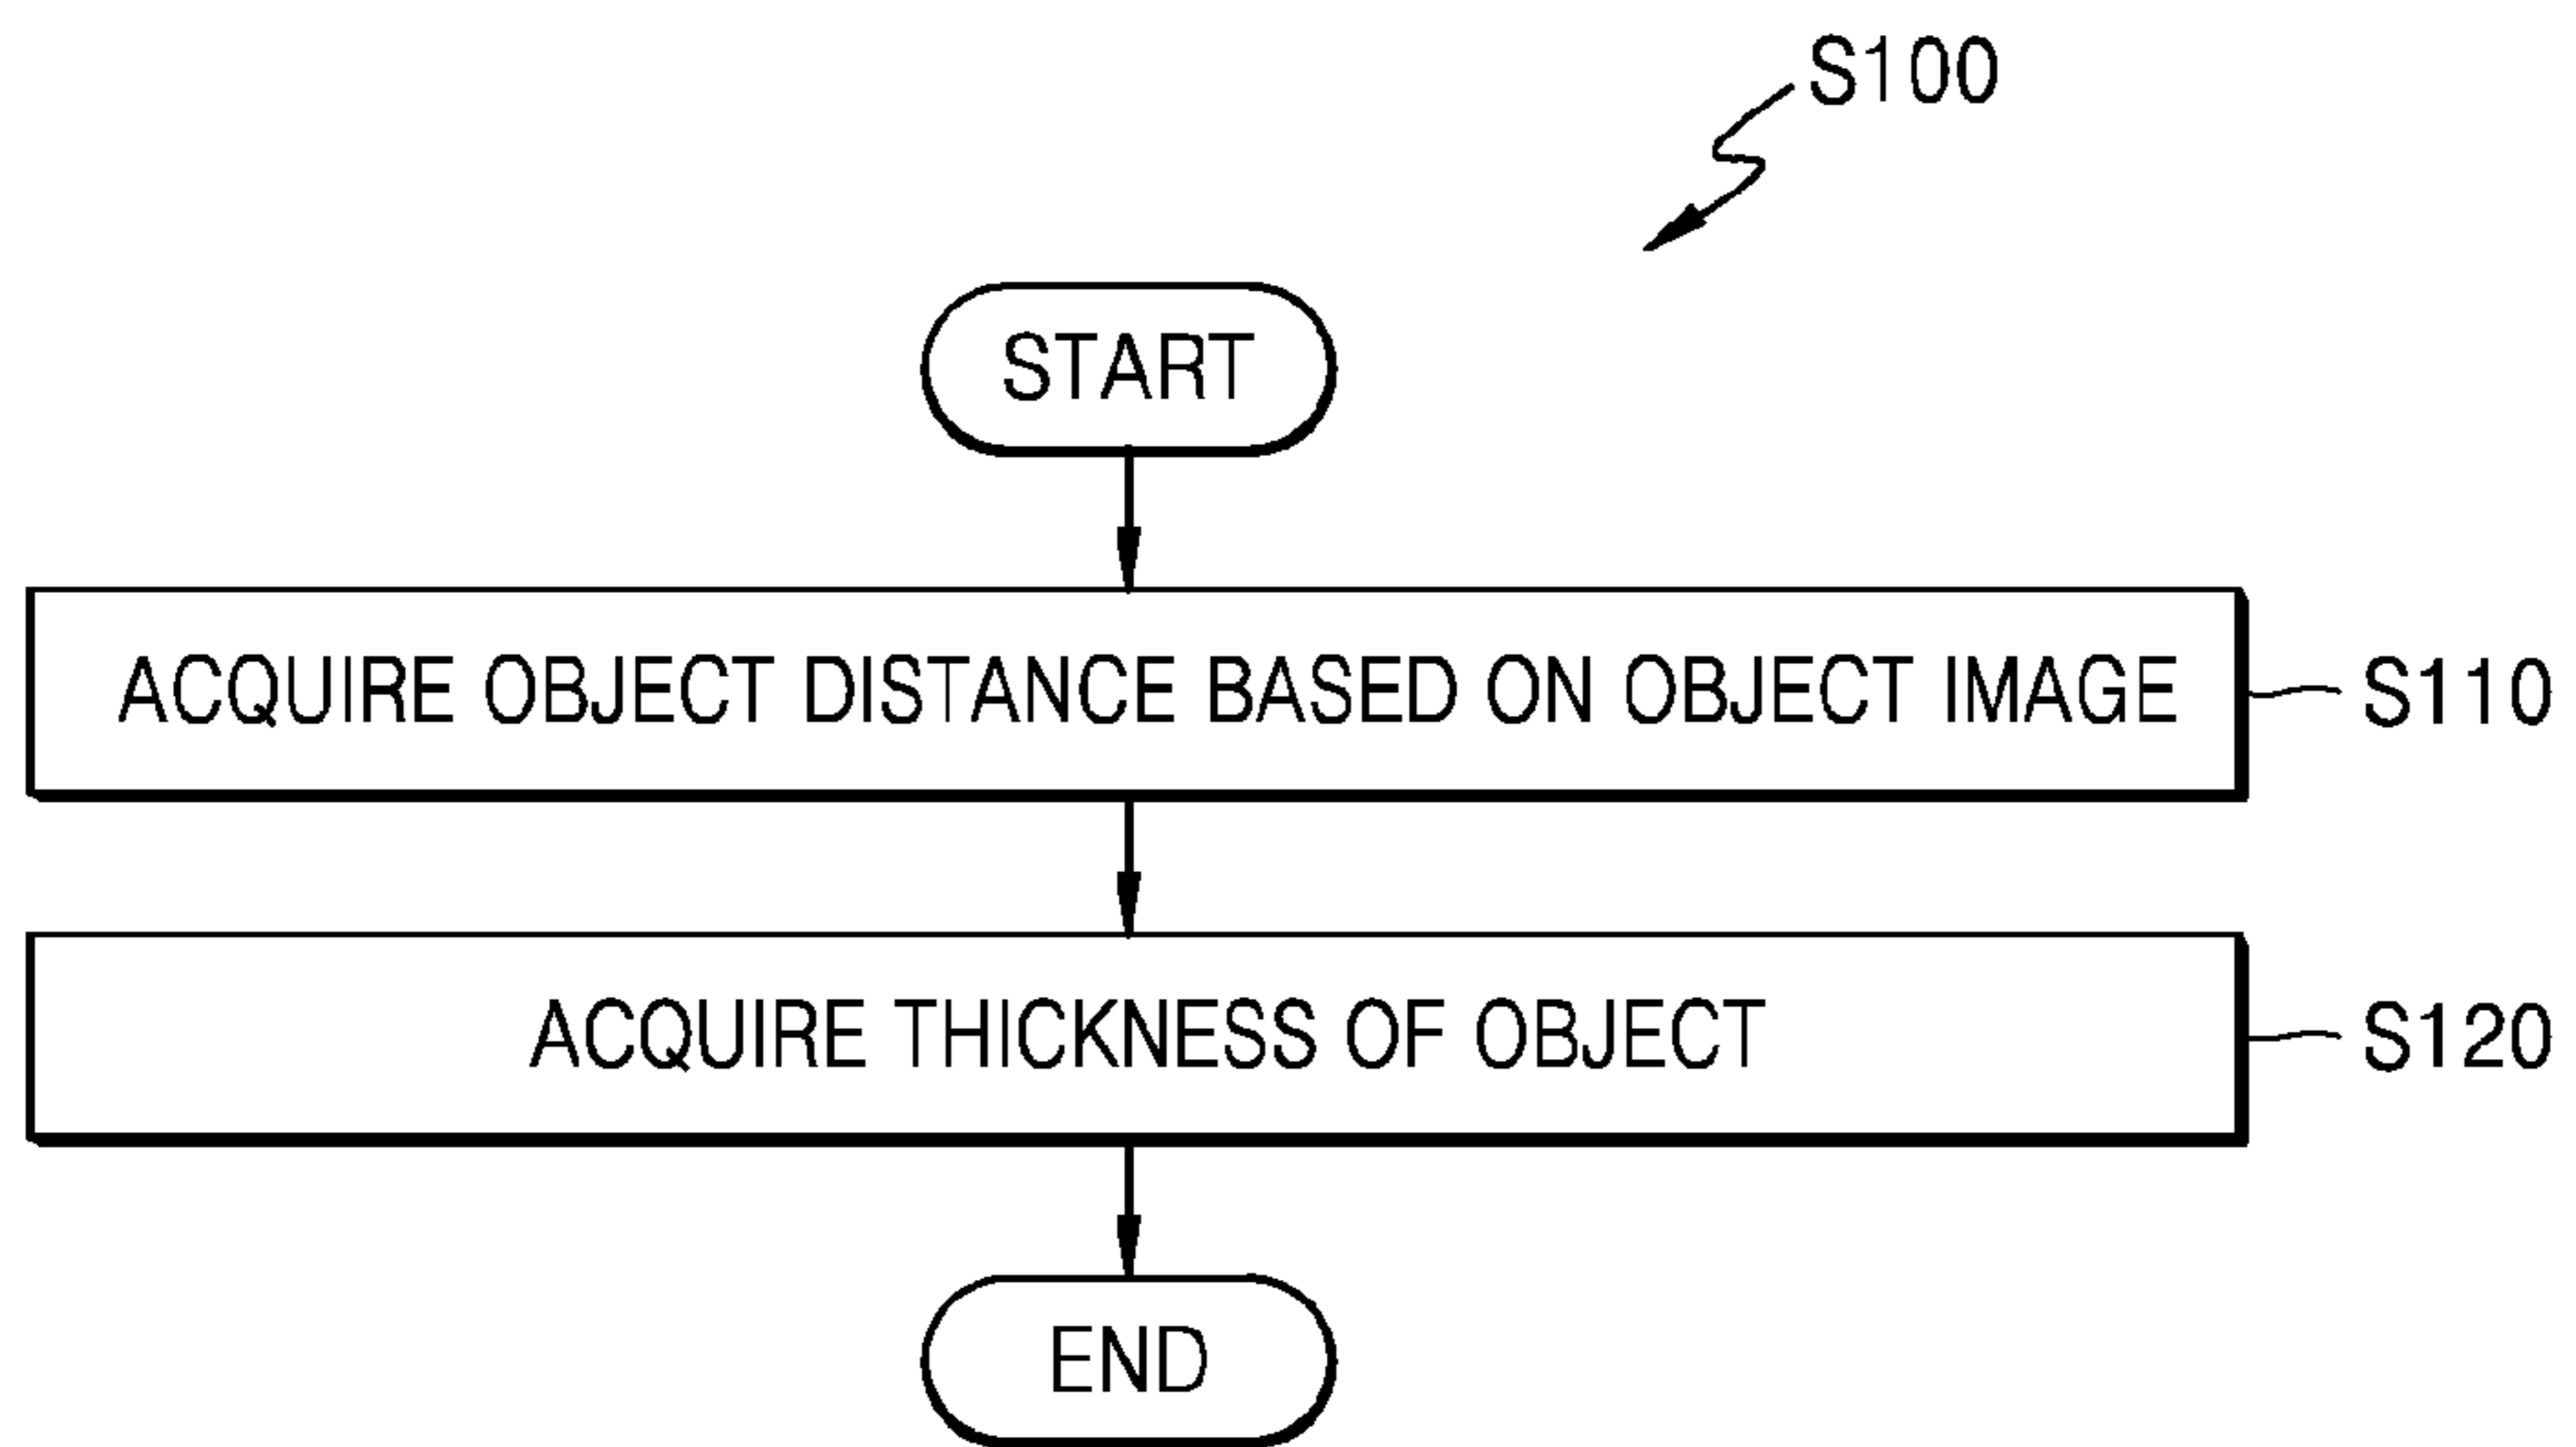 S100
START
ACQUIRE OBJECT DISTANCE BASED ON OBJECT IMAGE
S110
ACQUIRE THICKNESS OF OBJECT
S120
END